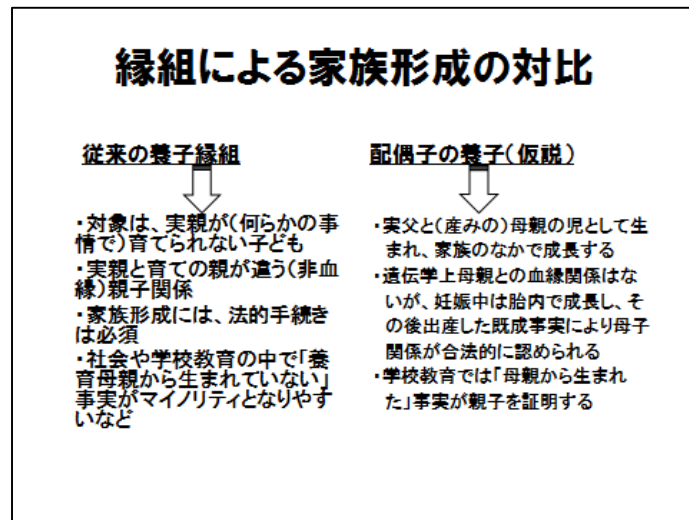 縁組による家族形成の対比
従来の養子縁組
・対象は、実親が(何らかの事
情で)育てられない子ども
・実親と育ての親が違う(非血
縁)親子関係
・家族形成には、法的手続き
は必須
・社会や学校教育の中で「養
育母親から生まれていない」
事実がマイノリティとなりやす
いなど
配偶子の養子(仮説)
・実父と(産みの)母親の児として生
まれ、家族のなかで成長する
・遺伝学上母親との血縁関係はな
いが、妊娠中は胎内で成長し、そ
の後出産した既成事実により母子
関係が合法的に認められる
・学校教育では「母親から生まれ
た」事実が親子を証明する